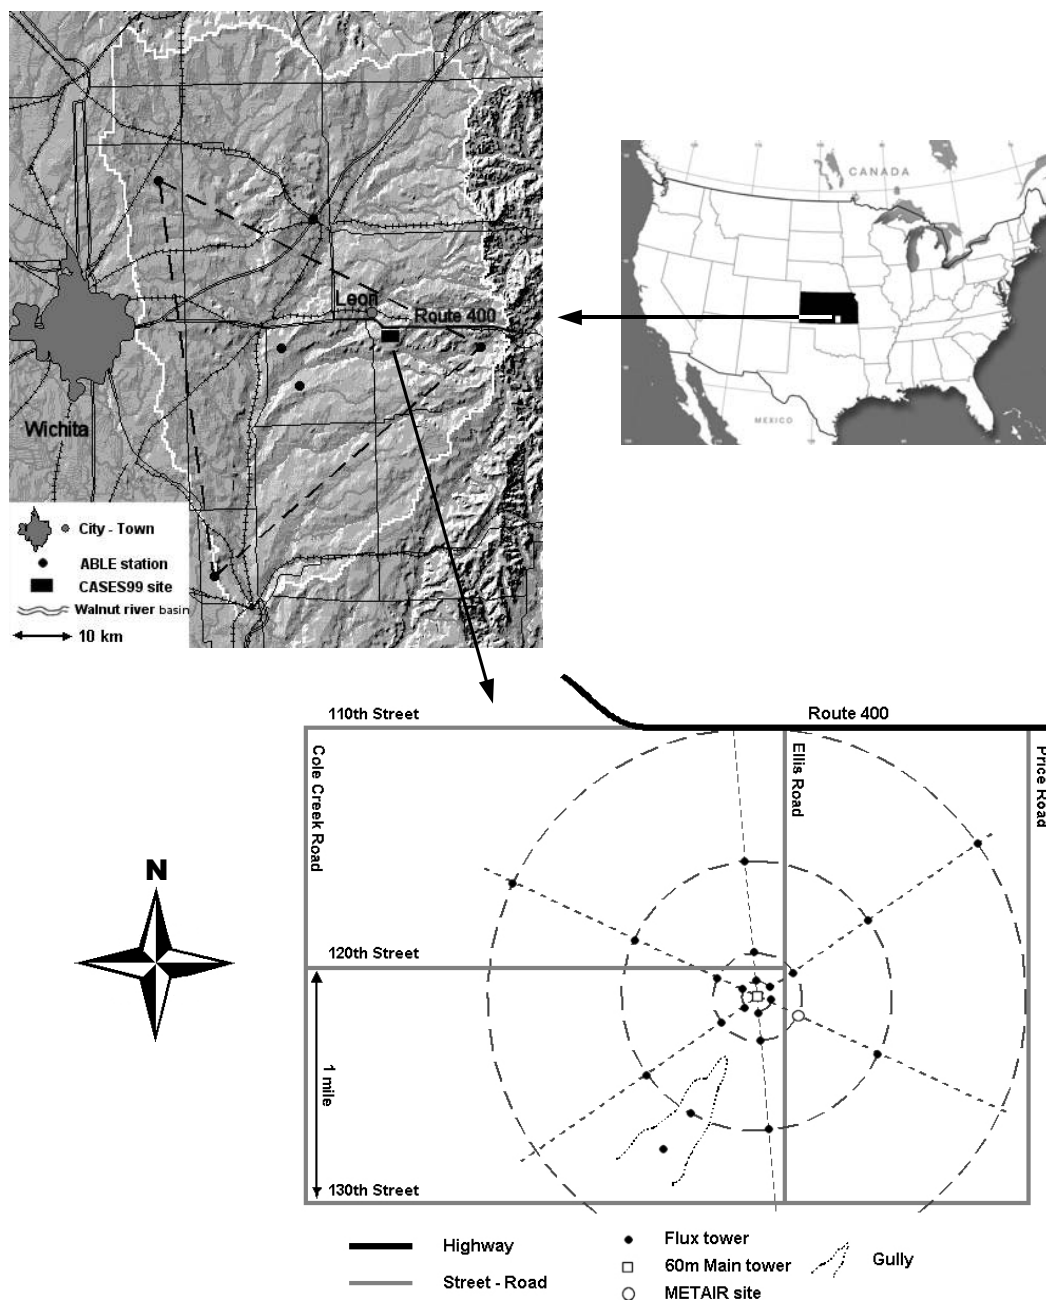 CANADA
MEXICO
Leon
Route 400
Wichita
City - Town
ABLE station
CASES99 site
Walnut river basin
10 km
110th Street
Route 400
Cole Creek Road
Ellis Road
Price Road
N
120th Street
1 mile
130th Street
Highway
Street - Road
Flux tower
60m Main tower
METAIR site
Gully